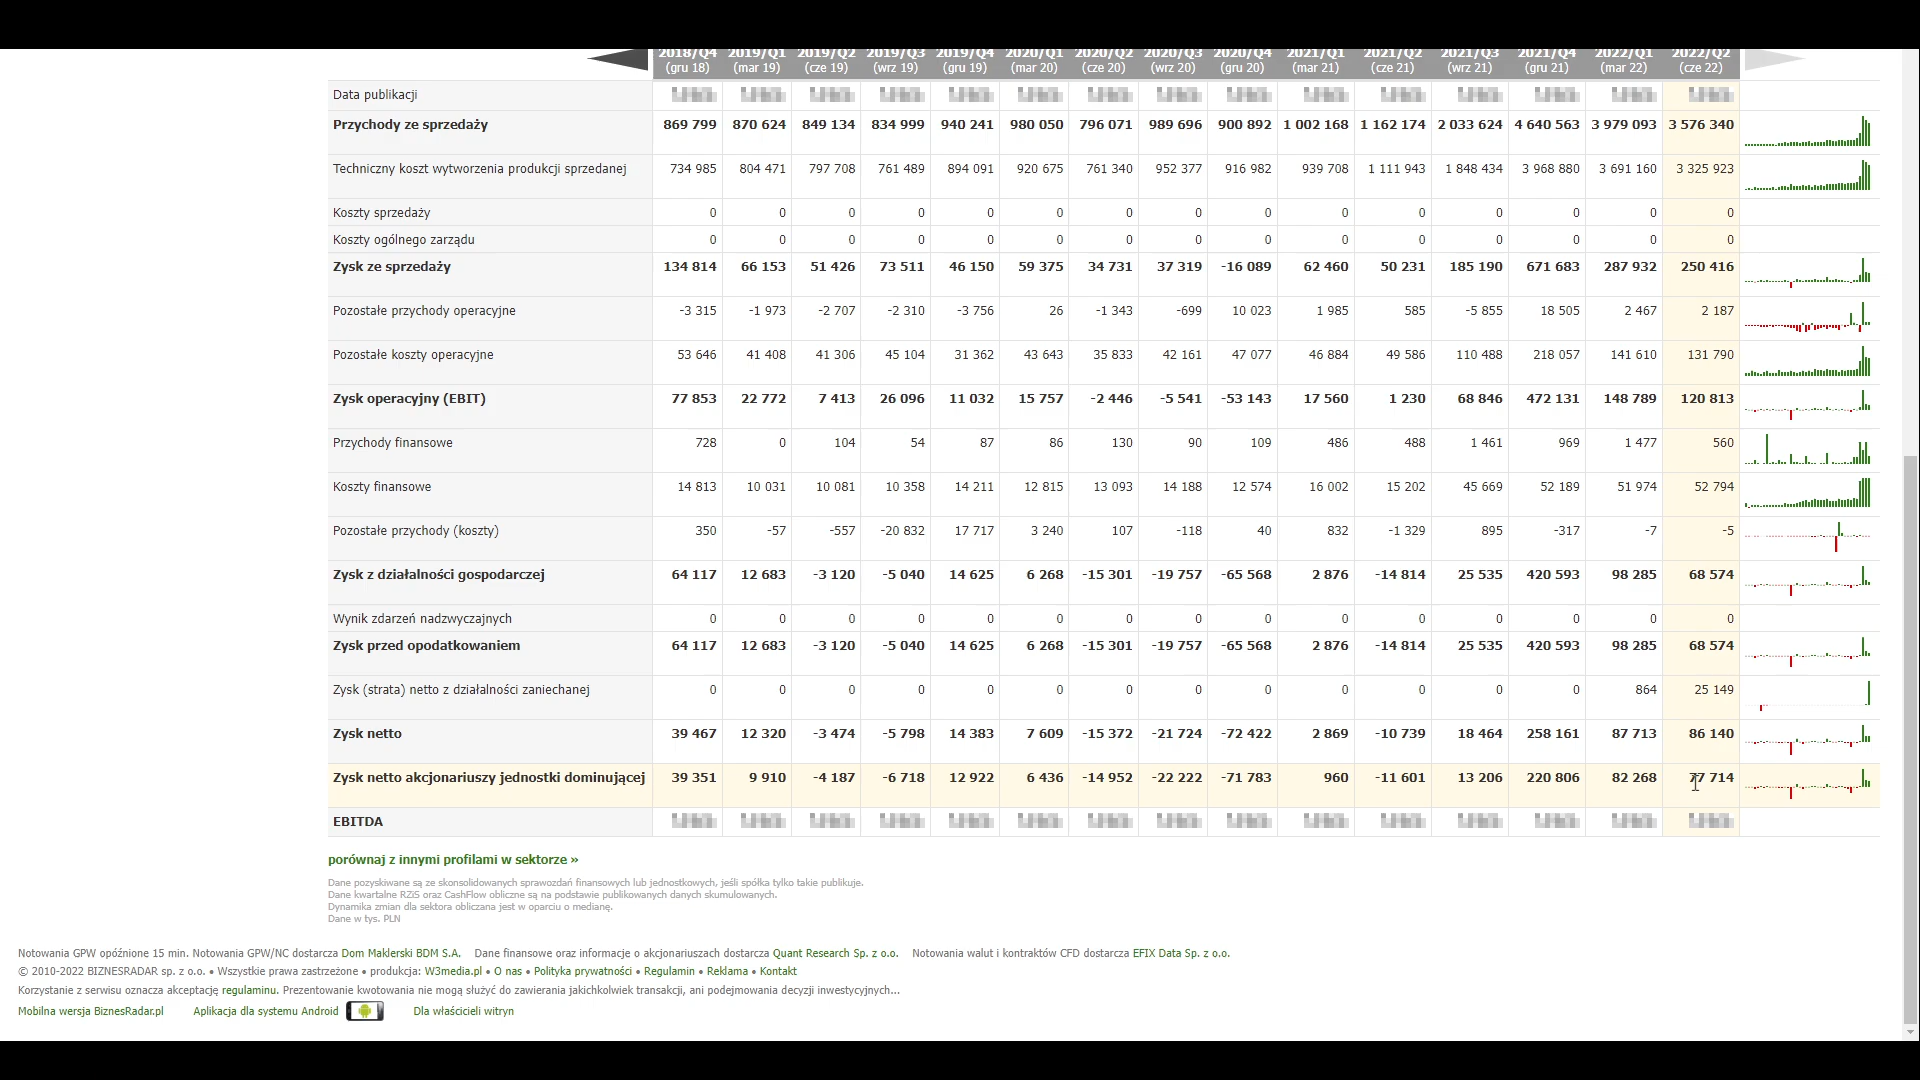 2018/Q4 2019/Q1 2019/Q2 2019/Q3 2019/Q4 2020/Q1 2020/Q2 2020/Q3 2020/Q4 2021/Q1 2021/Q2 2021/Q3 2021/Q4 2022/Q1 2022/Q2
(gru 18) (mar 19) (cze 19) (wrz 19) (gru 19) (mar 20) (cze 20) (wrz 20) (gru 20) (mar 21) (cze 21) (wrz 21) (gru 21) (mar 22) (cze 22)
Data publikacji
Przychody ze sprzedaży 869 799 870 624 849 134 834 999 940 241 980 050 796 071 989 696 900 892 1 002 168 1 162 174 2 033 624 4 640 563 3 979 093 3 576 340
Techniczny koszt wytworzenia produkcji sprzedanej 734 985 804 471 797 708 761 489 894 091 920 675 761 340 952 377 916 982 939 708 1 111 943 1 848 434 3 968 880 3 691 160 3 325 923
Koszty sprzedaży 0 0 0 0 0 0 0 0 0 0 0 0 0 0 0
Koszty ogólnego zarządu 0 0 0 0 0 0 0 0 0 0 0 0 0 0 0
Zysk ze sprzedaży 134 814 66 153 51 426 73 511 46 150 59 375 34 731 37 319 -16 089 62 460 50 231 185 190 671 683 287 932 250 416
Pozostałe przychody operacyjne -3 315 -1 973 -2 707 -2 310 -3 756 26 -1 343 -699 10 023 1 985 585 -5 855 18 505 2 467 2 187
Pozostałe koszty operacyjne 53 646 41 408 41 306 45 104 31 362 43 643 35 833 42 161 47 077 46 884 49 586 110 488 218 057 141 610 131 790
Zysk operacyjny (EBIT) 77 853 22 772 7 413 26 096 11 032 15 757 -2 446 -5 541 -53 143 17 560 1 230 68 846 472 131 148 789 120 813
Przychody finansowe 728 0 104 54 87 86 130 90 109 486 488 1 461 969 1 477 560
Koszty finansowe 14 813 10 031 10 081 10 358 14 211 12 815 13 093 14 188 12 574 16 002 15 202 45 669 52 189 51 974 52 794
Pozostałe przychody (koszty) 350 -57 -557 -20 832 17 717 3 240 107 -118 40 832 -1 329 895 -317 -7 -5
Zysk z działalności gospodarczej 64 117 12 683 -3 120 -5 040 14 625 6 268 -15 301 -19 757 -65 568 2 876 -14 814 25 535 420 593 98 285 68 574
Wynik zdarzeń nadzwyczajnych 0 0 0 0 0 0 0 0 0 0 0 0 0 0 0
Zysk przed opodatkowaniem 64 117 12 683 -3 120 -5 040 14 625 6 268 -15 301 -19 757 -65 568 2 876 -14 814 25 535 420 593 98 285 68 574
Zysk (strata) netto z działalności zaniechanej 0 0 0 0 0 0 0 0 0 0 0 0 0 864 25 149
Zysk netto 39 467 12 320 -3 474 -5 798 14 383 7 609 -15 372 -21 724 -72 422 2 869 -10 739 18 464 258 161 87 713 86 140
Zysk netto akcjonariuszy jednostki dominującej 39 351 9 910 -4 187 -6 718 12 922 6 436 -14 952 -22 222 -71 783 960 -11 601 13 206 220 806 82 268 77 714
EBITDA
porównaj z innymi profilami w sektorze »
Dane pozyskiwane są ze skonsolidowanych sprawozdań finansowych lub jednostkowych, jeśli spółka tylko takie publikuje.
Dane kwartalne RZiS oraz CashFlow obliczne są na podstawie publikowanych danych skumulowanych.
Dynamika zmian dla sektora obliczana jest w oparciu o medianę.
Dane w tys. PLN
Notowania GPW opóźnione 15 min. Notowania GPW/NC dostarcza Dom Maklerski BDM S.A. Dane finansowe oraz informacje o akcjonariuszach dostarcza Quant Research Sp. z o.o. Notowania walut i kontraktów CFD dostarcza EFIX Data Sp. z o.o.
© 2010-2022 BIZNESRADAR sp. z o.o. • Wszystkie prawa zastrzeżone • produkcja: W3media.pl • O nas • Polityka prywatności • Regulamin • Reklama • Kontakt
Korzystanie z serwisu oznacza akceptację regulaminu. Prezentowane kwotowania nie mogą służyć do zawierania jakichkolwiek transakcji, ani podejmowania decyzji inwestycyjnych...
Mobilna wersja BiznesRadar.pl Aplikacja dla systemu Android Dla właścicieli witryn